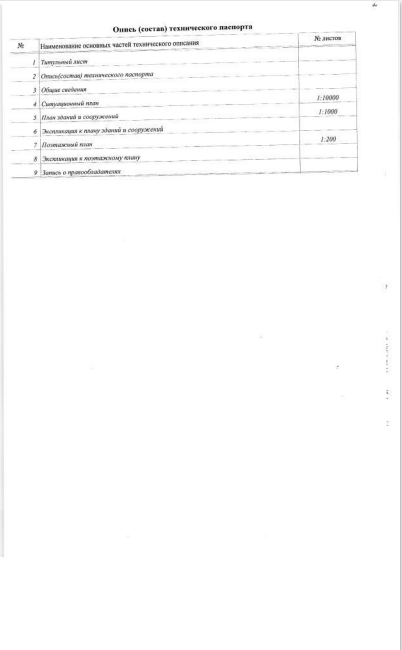 Опись (состав) технического паспорта
№ Наименование основных частей технического описания № листов
1 Титульный лист
2 Опись(состав) технического паспорта
3 Общие сведения
4 Ситуационный план 1:10000
5 План зданий и сооружений 1:1000
6 Экспликация к плану зданий и сооружений
7 Поэтажный план 1:200
8 Экспликация к поэтажному плану
9 Запись о правообладателях